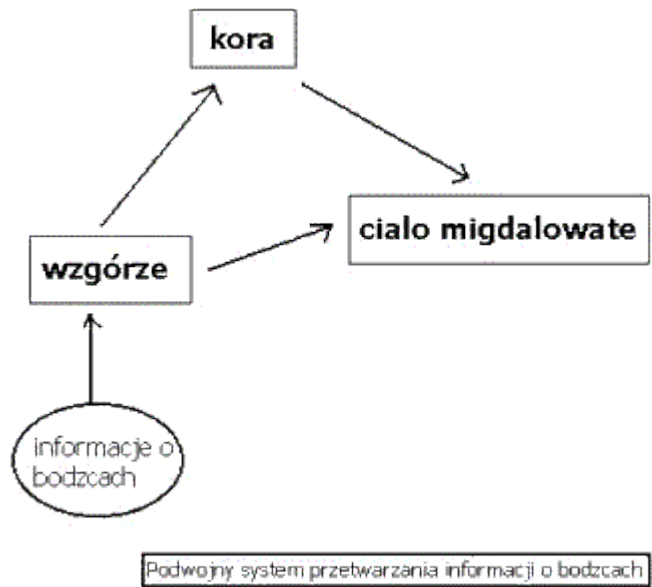 kora
cialo migdalowate
wzgórze
informacje o
bodzcach
Podwojny system przetwarzania informacji o bodzcach